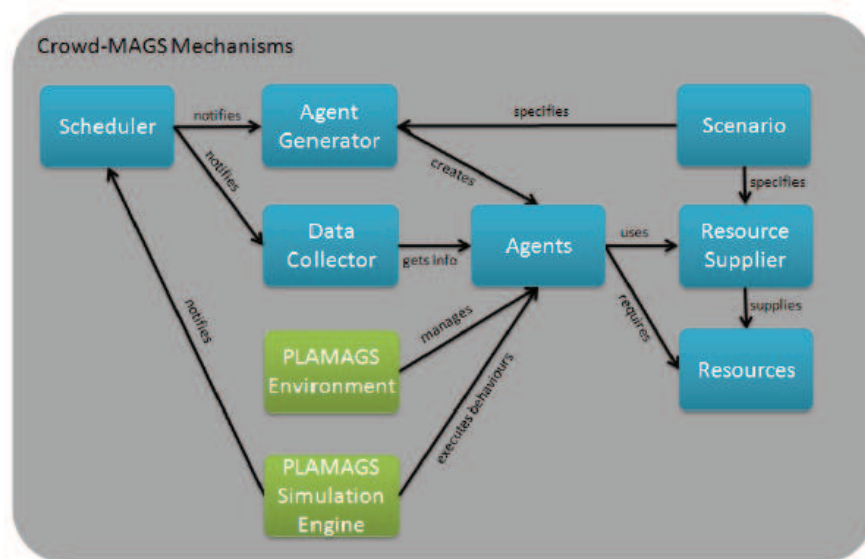 Crowd-MAGS Mechanisms
Scheduler
notifies
Agent
Generator
specifies
Scenario
notifies
creates
specifies
Data
Collector
gets info
Agents
uses
Resource
Supplier
manages
requires
supplies
notifies
PLAMAGS
Environment
executes behaviours
Resources
PLAMAGS
Simulation
Engine